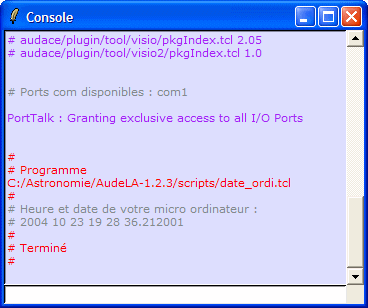 Console
# audace/plugin/tool/visio/pkgIndex.tcl 2.05
# audace/plugin/tool/visio2/pkgIndex.tcl 1.0
# Ports com disponibles : com1
PortTalk : Granting exclusive access to all I/O Ports
#
# Programme
C:/Astronomie/AudeLA-1.2.3/scripts/date_ordi.tcl
#
# Heure et date de votre micro ordinateur :
# 2004 10 23 19 28 36.212001
#
# Terminé
#